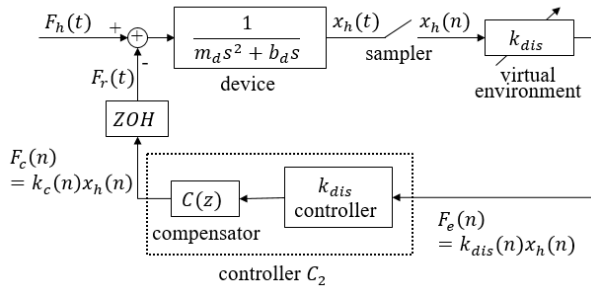 F_h(t)
+
-
1
m_d s² + b_d s
device
x_h(t)
sampler
x_h(n)
k_dis
virtual
environment
F_r(t)
ZOH
F_c(n)
= k_c(n)x_h(n)
C(z)
compensator
k_dis
controller
F_e(n)
= k_dis(n)x_h(n)
controller C_2